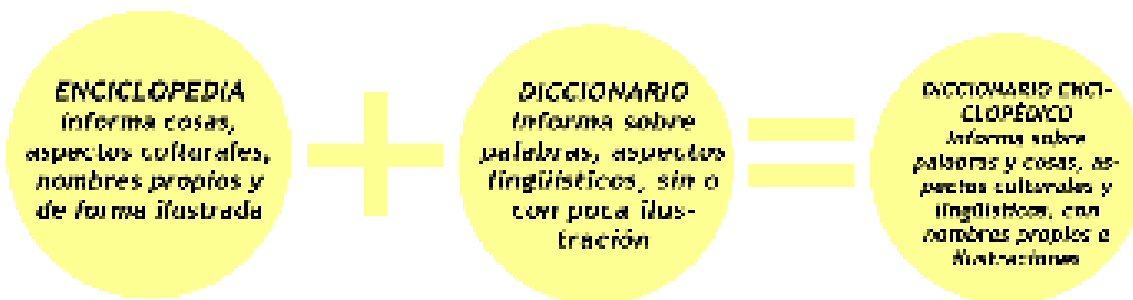 ENCICLOPEDIA
informa cosas,
aspectos culturales,
nombres propios y
de forma ilustrada
+
DICCIONARIO
Informa sobre
palabras, aspectos
lingüísticos, sin o
con poca ilus-
tración
=
DICCIONARIO ENCI-
CLOPÉDICO
Informa sobre
palabras y cosas, as-
pectos culturales y
lingüísticos, con
nombres propios e
ilustraciones